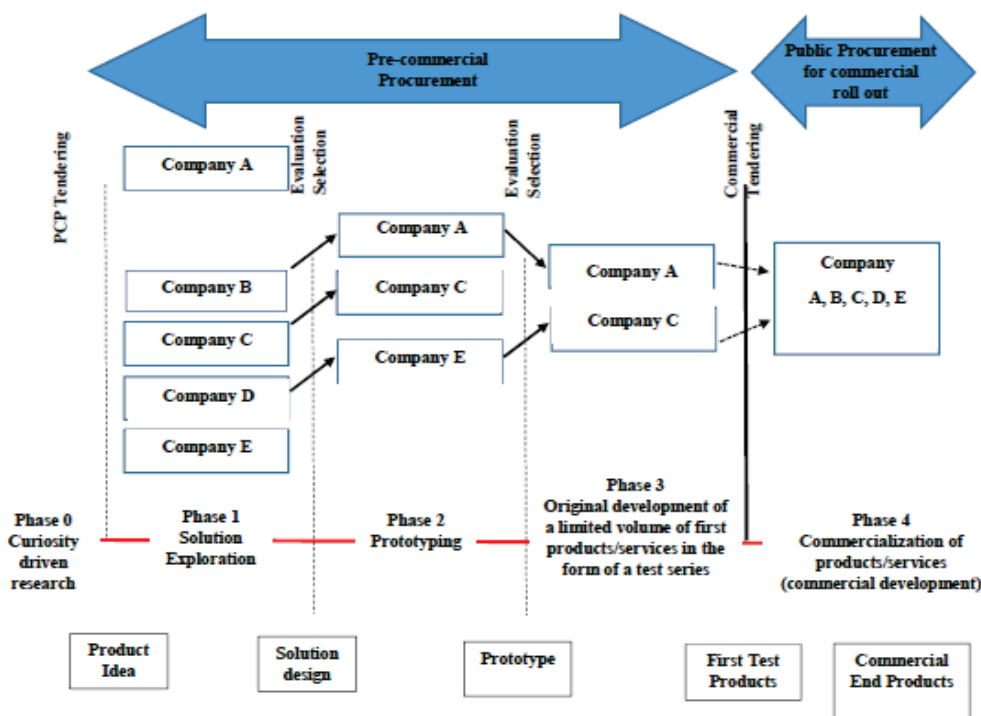 Pre-commercial
Procurement
Public Procurement
for commercial
roll out
PCP Tendering
Evaluation
Selection
Evaluation
Selection
Commercial
Tendering
Company A
Company B
Company C
Company D
Company E
Company A
Company C
Company E
Company A
Company C
Company
A, B, C, D, E
Phase 0
Curiosity
driven
research
Phase 1
Solution
Exploration
Phase 2
Prototyping
Phase 3
Original development of
a limited volume of first
products/services in the
form of a test series
Phase 4
Commercialization of
products/services
(commercial development)
Product
Idea
Solution
design
Prototype
First Test
Products
Commercial
End Products